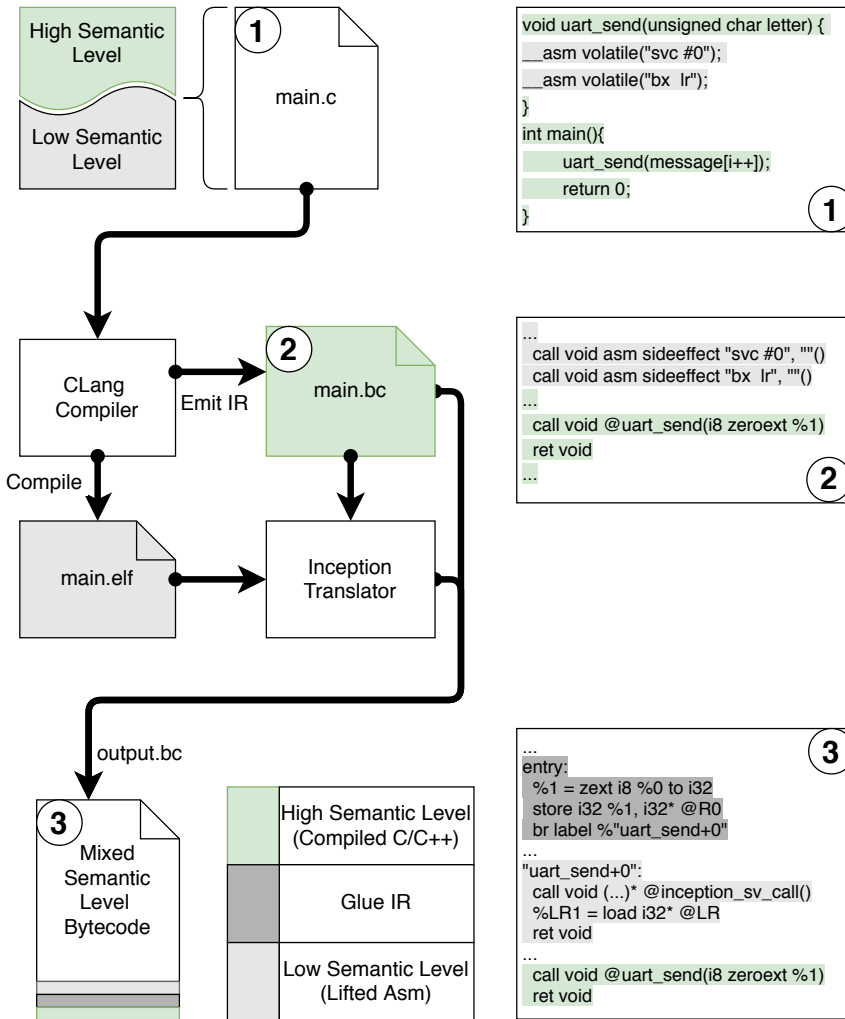 High Semantic
Level
Low Semantic
Level
1
main.c
void uart_send(unsigned char letter) {
__asm volatile("svc #0");
__asm volatile("bx  lr");
}
int main(){
uart_send(message[i++]);
return 0;
}
1
CLang
Compiler
Emit IR
2
main.bc
Compile
main.elf
Inception
Translator
...
call void asm sideeffect "svc #0", ""()
call void asm sideeffect "bx  lr", ""()
...
call void @uart_send(i8 zeroext %1)
ret void
...
2
output.bc
3
Mixed
Semantic
Level
Bytecode
High Semantic Level
(Compiled C/C++)
Glue IR
Low Semantic Level
(Lifted Asm)
3
...
entry:
%1 = zext i8 %0 to i32
store i32 %1, i32* @R0
br label %"uart_send+0"
...
"uart_send+0":
call void (...)* @inception_sv_call()
%LR1 = load i32* @LR
ret void
...
call void @uart_send(i8 zeroext %1)
ret void